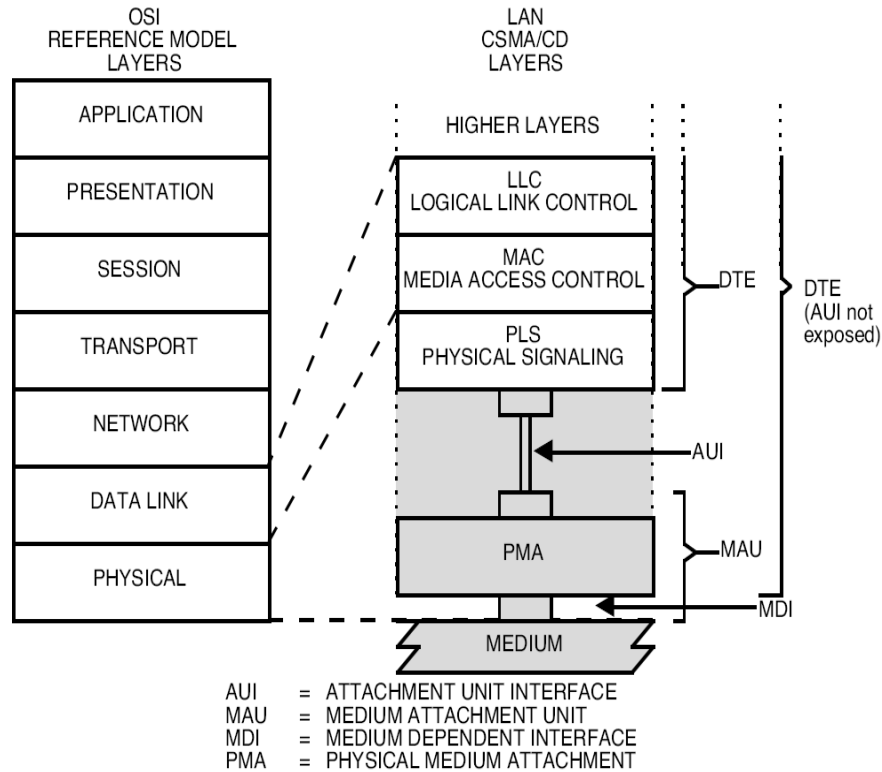 OSI
REFERENCE MODEL
LAYERS
APPLICATION
PRESENTATION
SESSION
TRANSPORT
NETWORK
DATA LINK
PHYSICAL
LAN
CSMA/CD
LAYERS
HIGHER LAYERS
LLC
LOGICAL LINK CONTROL
MAC
MEDIA ACCESS CONTROL
PLS
PHYSICAL SIGNALING
DTE
DTE
(AUI not
exposed)
AUI
PMA
MAU
MDI
MEDIUM
AUI = ATTACHMENT UNIT INTERFACE
MAU = MEDIUM ATTACHMENT UNIT
MDI = MEDIUM DEPENDENT INTERFACE
PMA = PHYSICAL MEDIUM ATTACHMENT